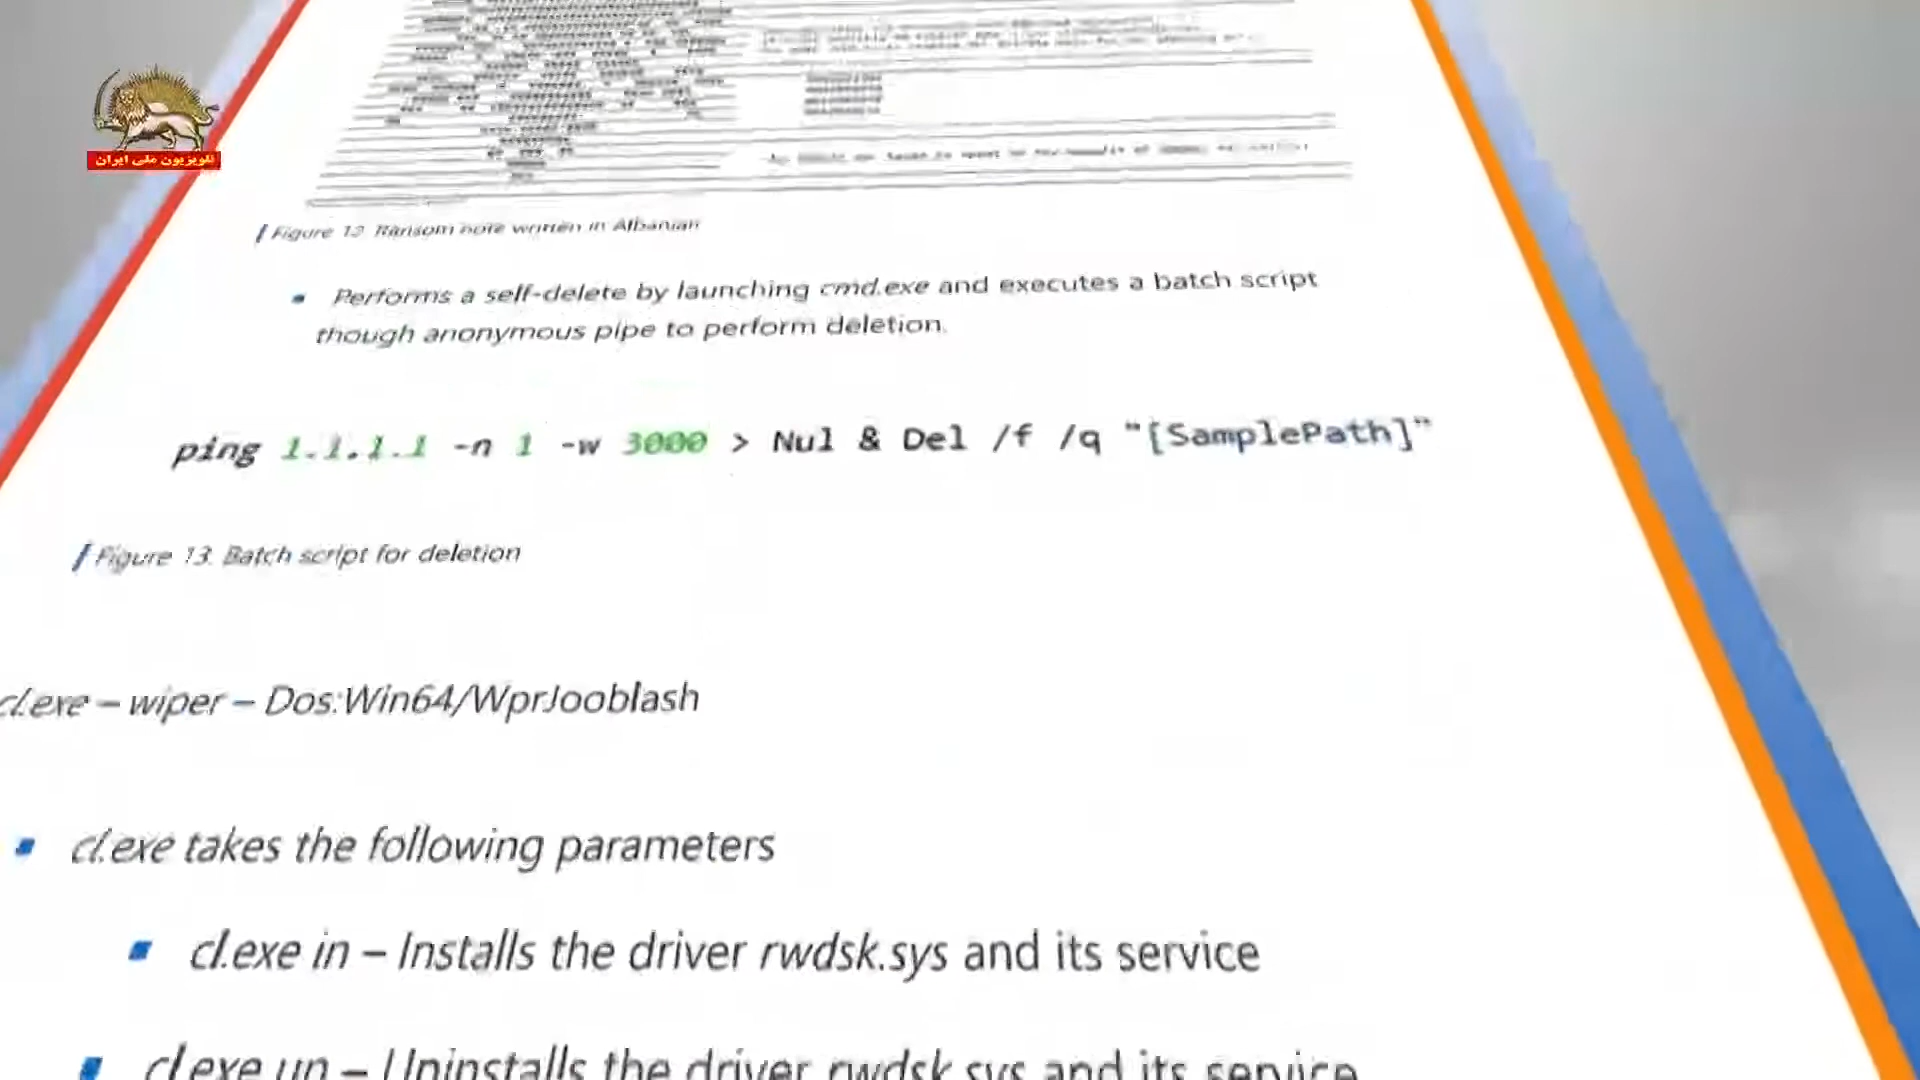 تلویزیون ملی ایران
Figure 12. Ransom note written in Albanian
Performs a self-delete by launching cmd.exe and executes a batch script
though anonymous pipe to perform deletion.
ping 1.1.1.1 -n 1 -w 3000 > Nul & Del /f /q "[SamplePath]"
Figure 13. Batch script for deletion
cl.exe – wiper – Dos:Win64/WprJooblash
cl.exe takes the following parameters
cl.exe in – Installs the driver rwdsk.sys and its service
cl.exe un – Uninstalls the driver rwdsk.sys and its service